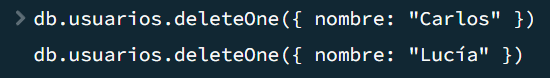 > db.usuarios.deleteOne({ nombre: "Carlos" })
db.usuarios.deleteOne({ nombre: "Lucía" })